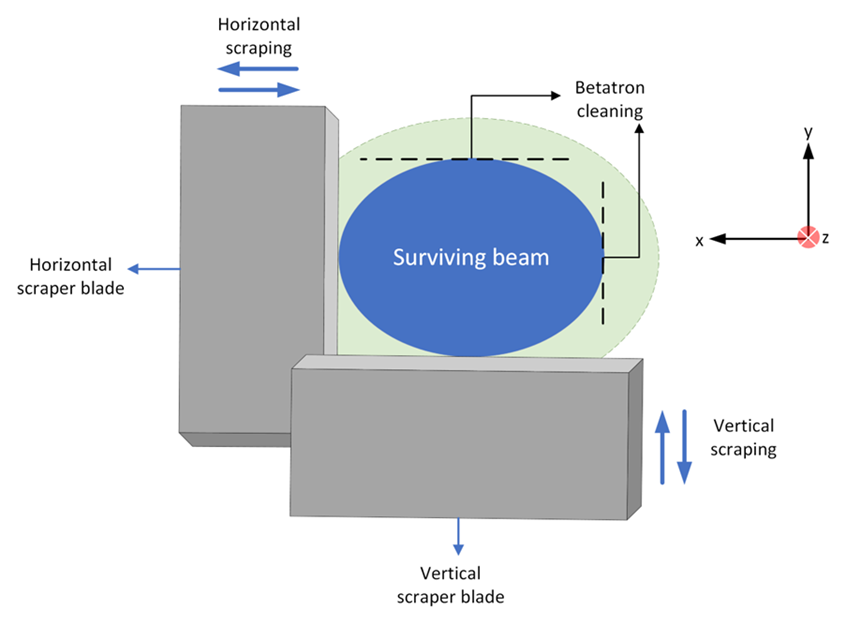 Horizontal
scraping
Betatron
cleaning
y
x
z
Surviving beam
Horizontal
scraper blade
Vertical
scraping
Vertical
scraper blade